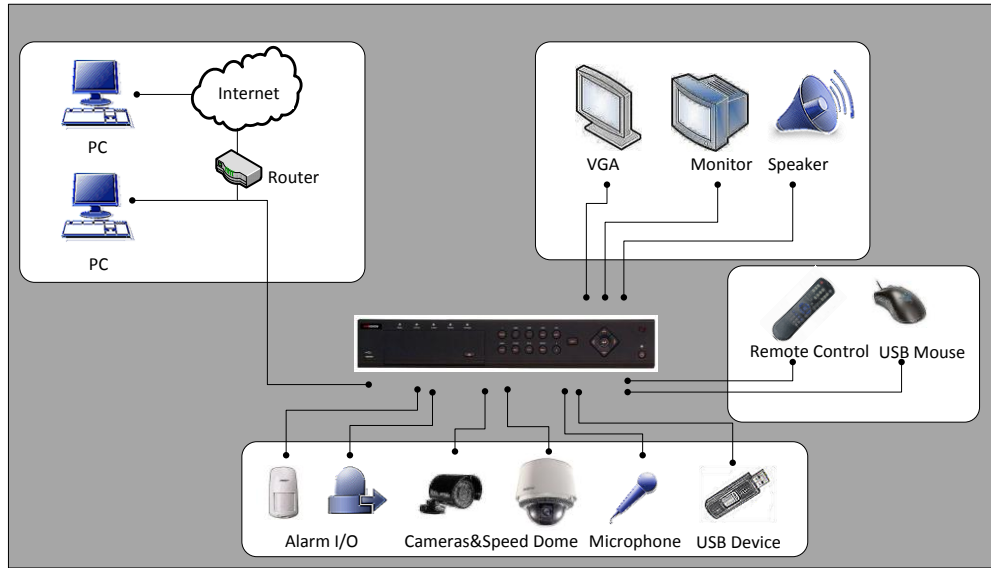 Internet
PC
Router
PC
VGA
Monitor
Speaker
Remote Control
USB Mouse
Alarm I/O
Cameras&Speed Dome
Microphone
USB Device